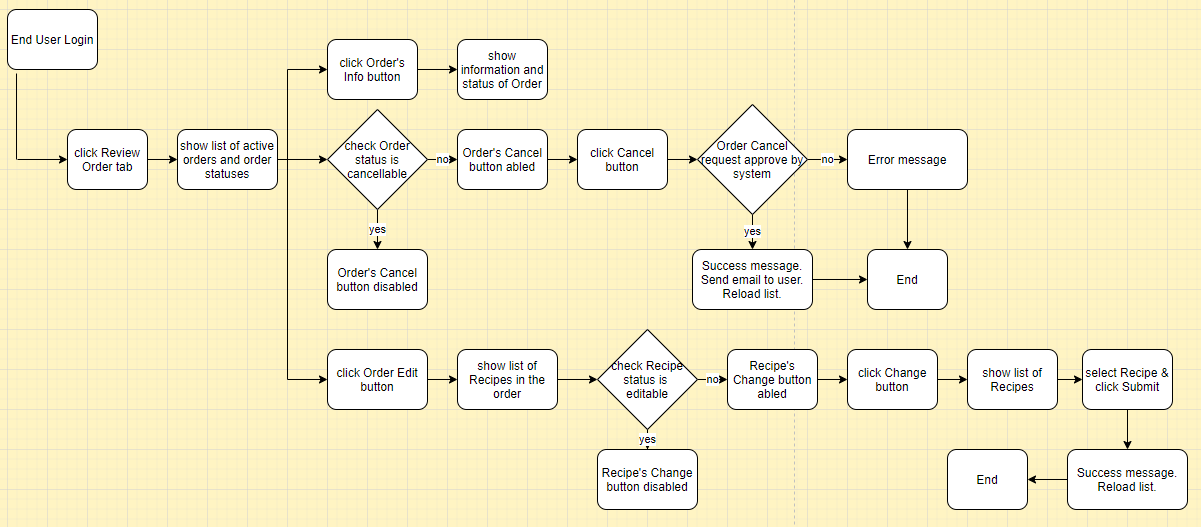 End User Login
click Order's
Info button
show
information and
status of Order
click Review
Order tab
show list of active
orders and order
statuses
check Order
status is
cancellable
no
Order's Cancel
button abled
click Cancel
button
Order Cancel
request approve by
system
no
Error message
yes
Order's Cancel
button disabled
yes
Success message.
Send email to user.
Reload list.
End
click Order Edit
button
show list of
Recipes in the
order
check Recipe
status is
editable
no
Recipe's
Change button
abled
click Change
button
show list of
Recipes
select Recipe &
click Submit
yes
Recipe's Change
button disabled
End
Success message.
Reload list.